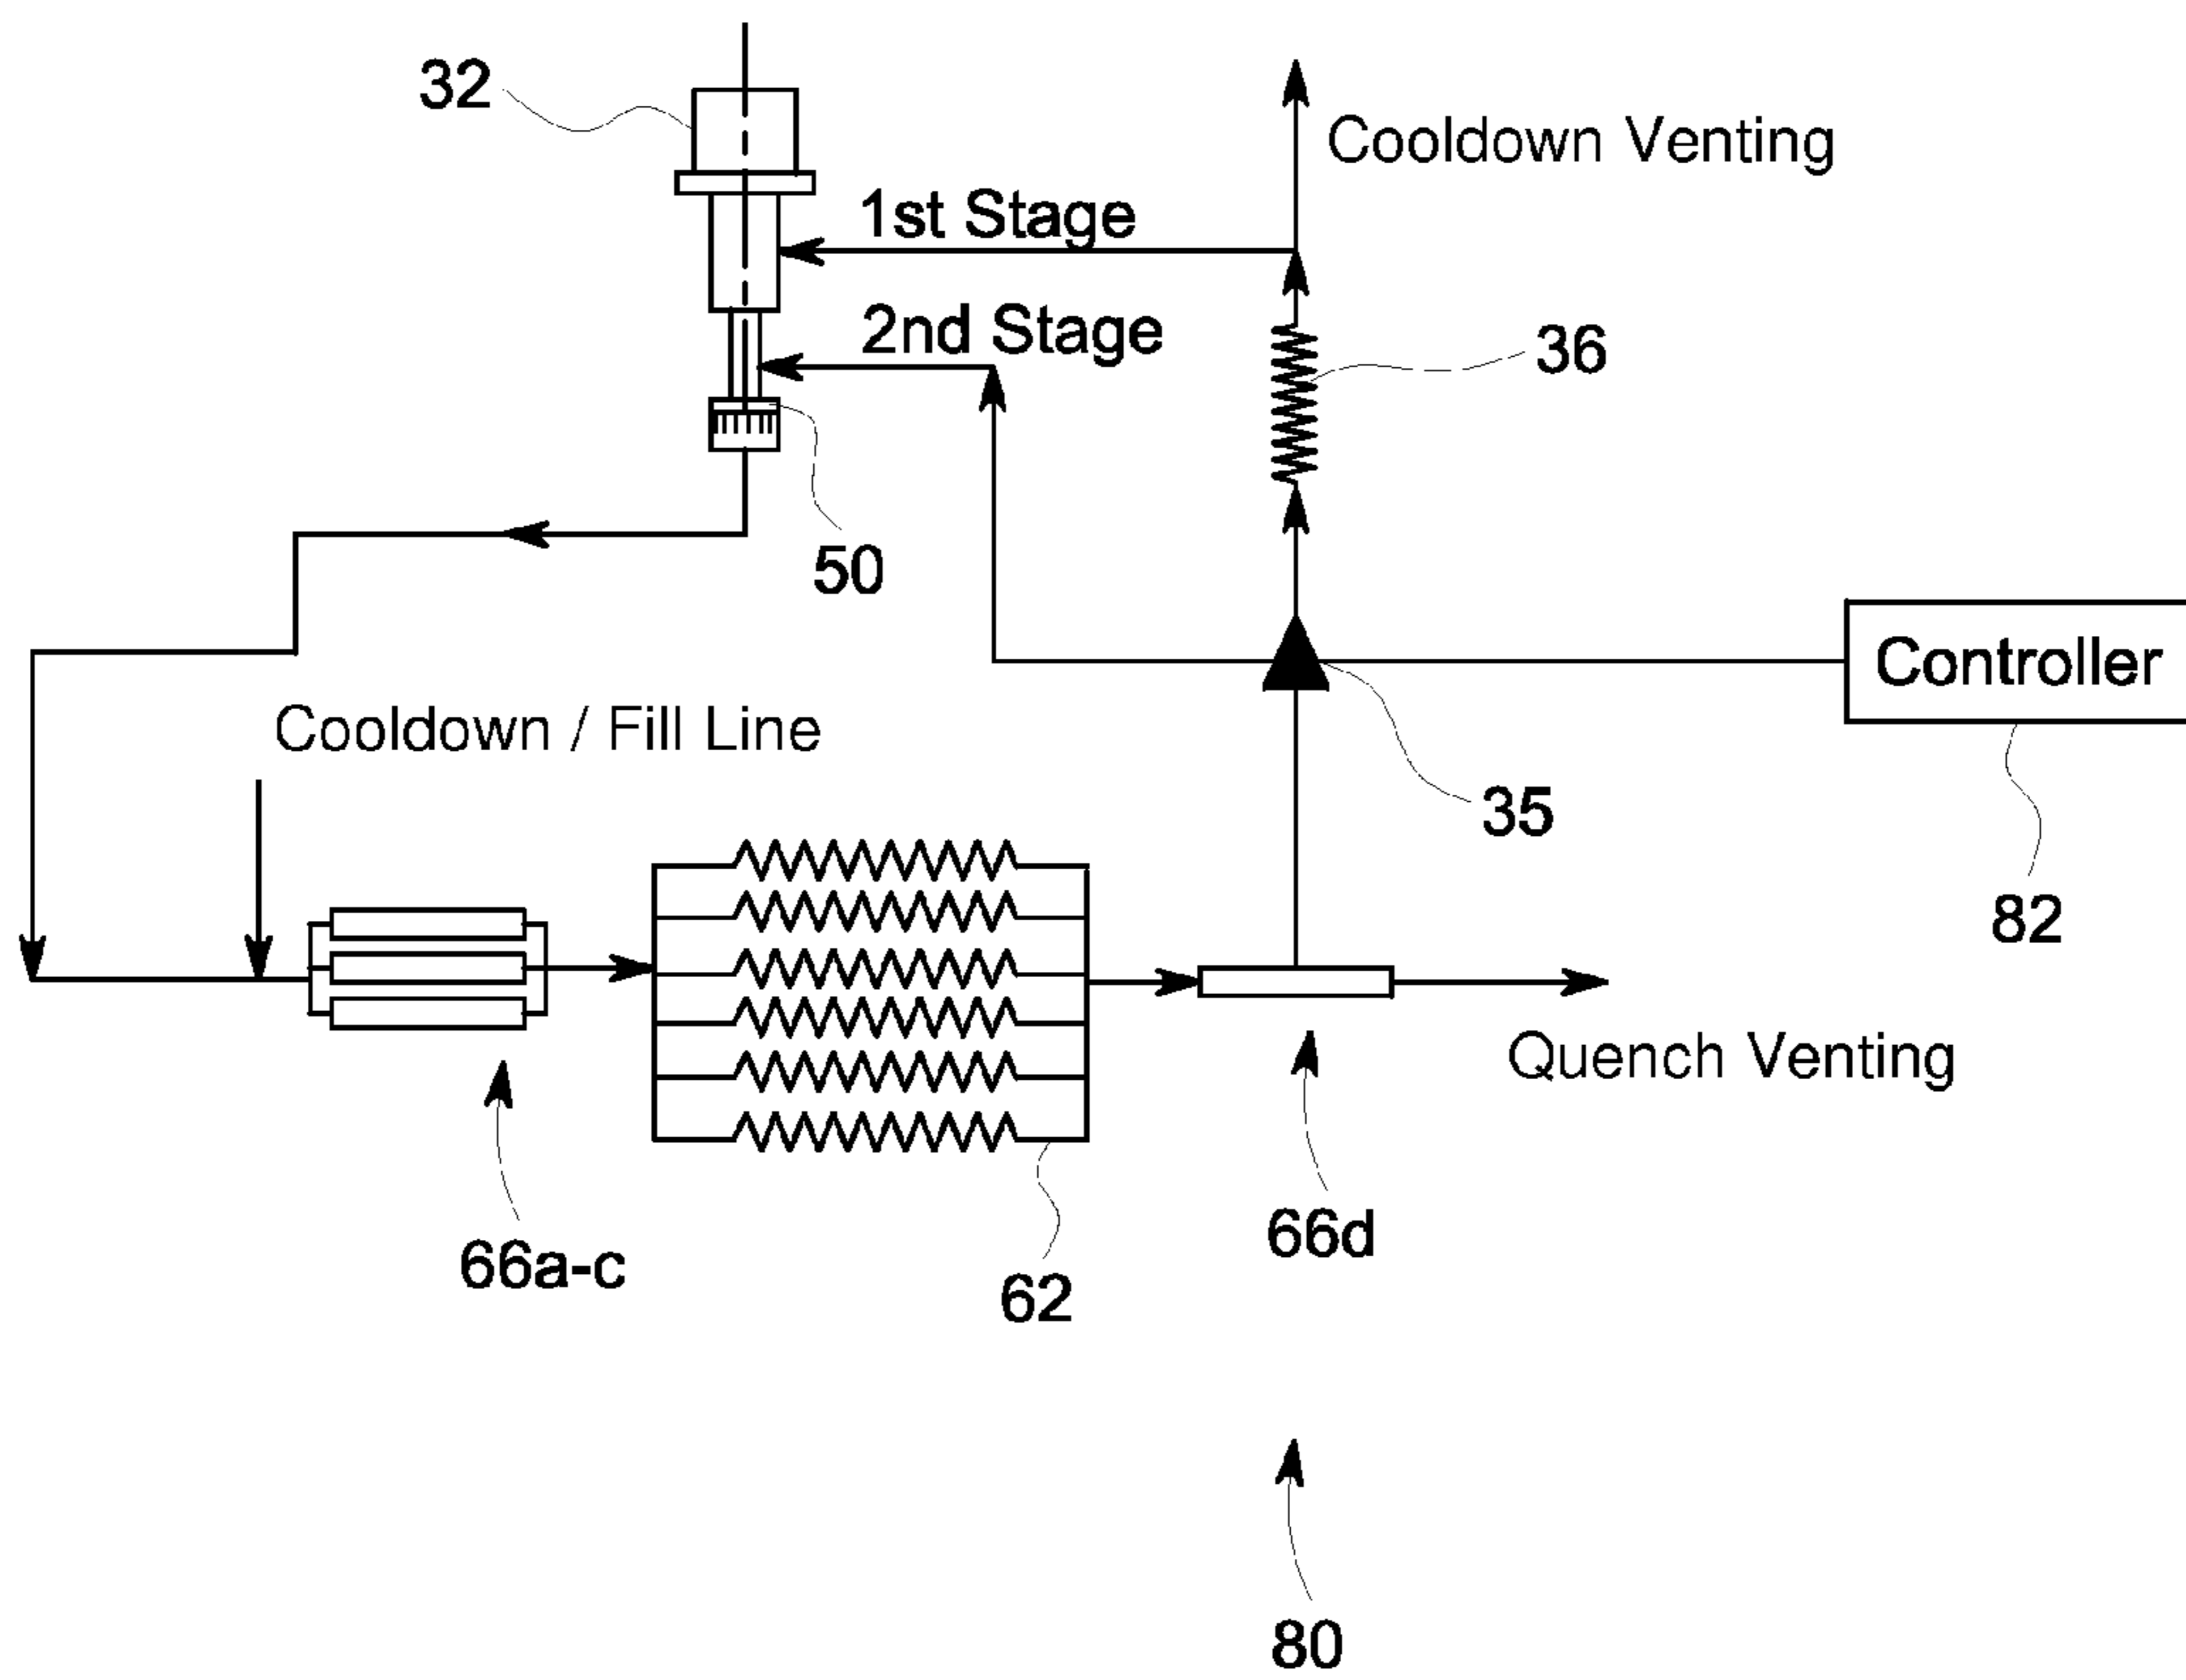 32
Cooldown Venting
1st Stage
2nd Stage
36
50
Controller
Cooldown / Fill Line
35
82
Quench Venting
66a-c
66d
62
80